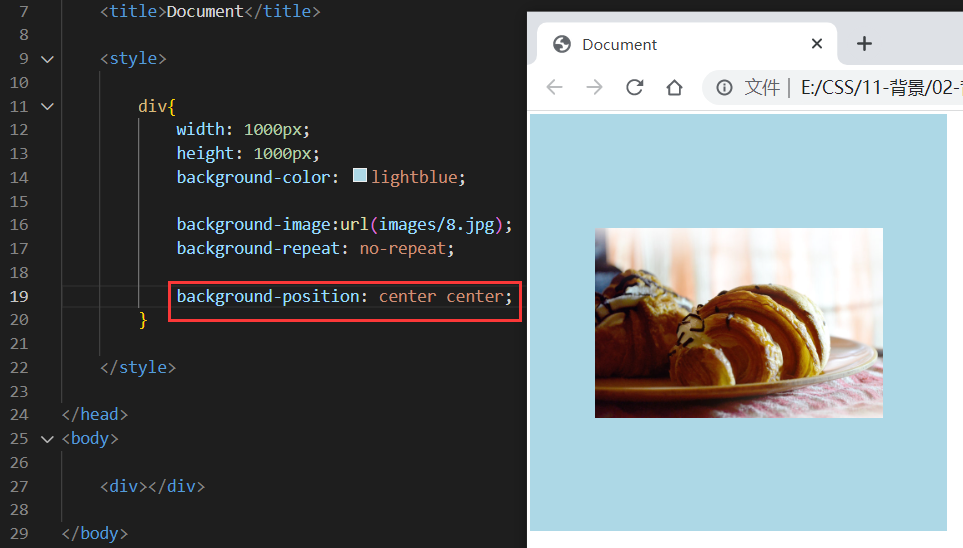 7 <title>Document</title>
8
9 <style>
10
11 div{
12 width: 1000px;
13 height: 1000px;
14 background-color: lightblue;
15
16 background-image:url(images/8.jpg);
17 background-repeat: no-repeat;
18
19 background-position: center center;
20 }
21
22 </style>
23
24 </head>
25 <body>
26
27 <div></div>
28
29 </body>
Document
文件 | E:/CSS/11-背景/02-